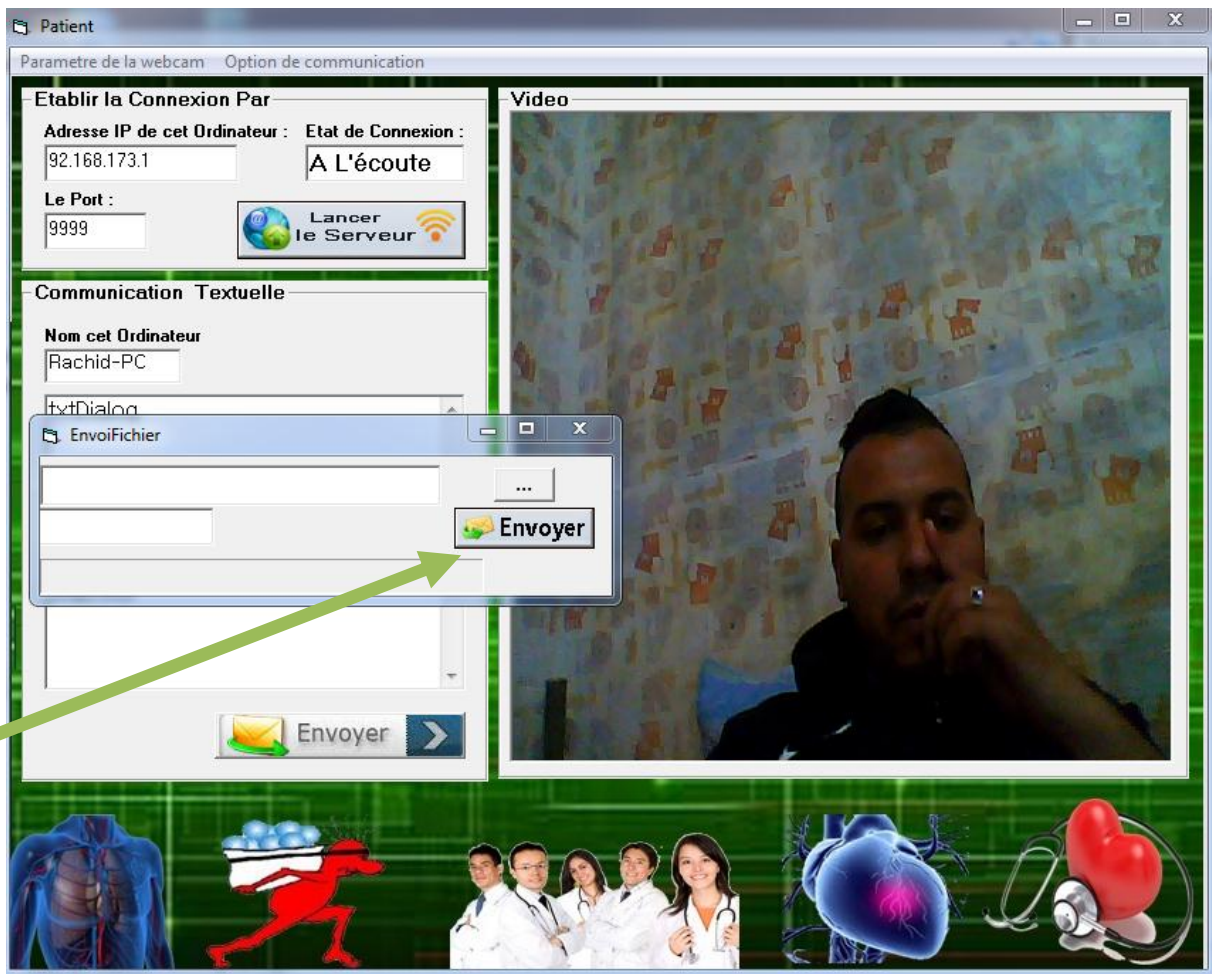 Patient
Parametre de la webcam Option de communication
Etablir la Connexion Par
Adresse IP de cet Ordinateur : Etat de Connexion :
92.168.173.1 A L'écoute
Le Port :
9999
Lancer
le Serveur
Communication Textuelle
Nom cet Ordinateur
Rachid-PC
txtDialog
EnvoiFichier
...
Envoyer
Envoyer
Video